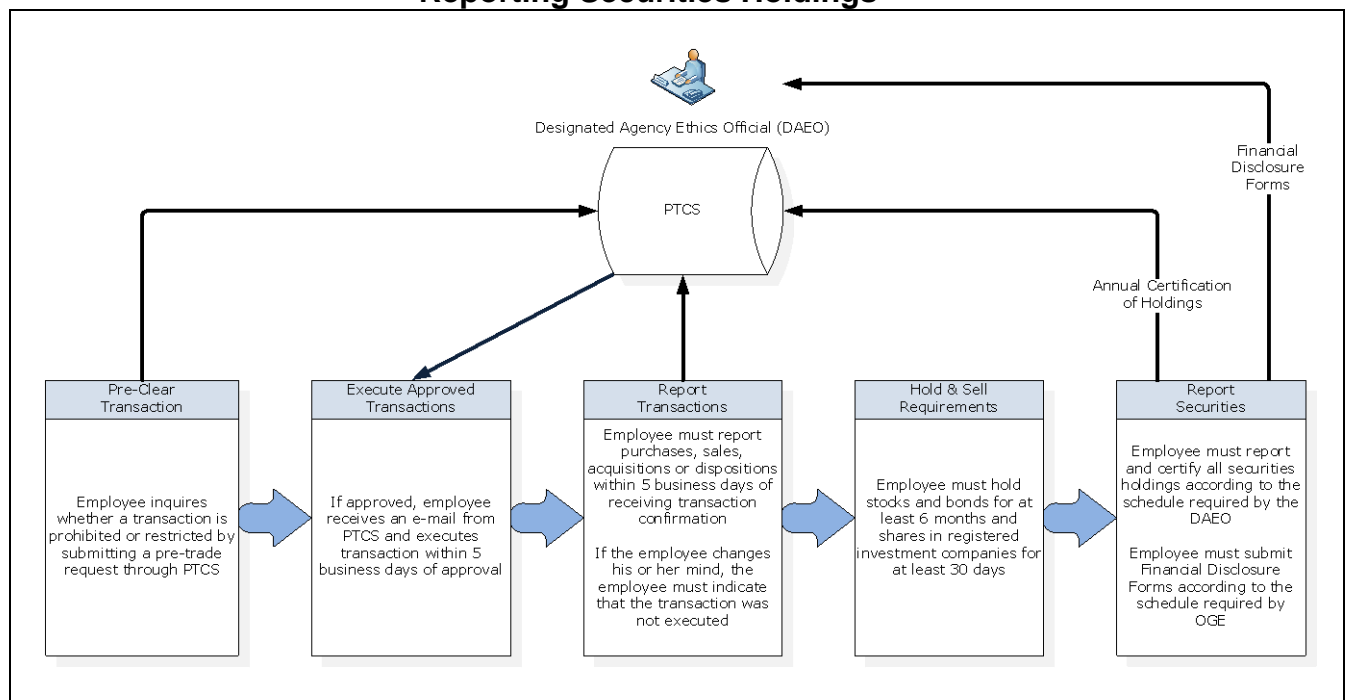 Reporting Securities Holdings
Designated Agency Ethics Official (DAEO)
PTCS
Financial
Disclosure
Forms
Annual Certification
of Holdings
Pre-Clear
Transaction
Employee inquires
whether a transaction is
prohibited or restricted by
submitting a pre-trade
request through PTCS
Execute Approved
Transactions
If approved, employee
receives an e-mail from
PTCS and executes
transaction within 5
business days of approval
Report
Transactions
Employee must report
purchases, sales,
acquisitions or dispositions
within 5 business days of
receiving transaction
confirmation
If the employee changes
his or her mind, the
employee must indicate
that the transaction was
not executed
Hold & Sell
Requirements
Employee must hold
stocks and bonds for at
least 6 months and
shares in registered
investment companies for
at least 30 days
Report
Securities
Employee must report
and certify all securities
holdings according to the
schedule required by the
DAEO
Employee must submit
Financial Disclosure
Forms according to the
schedule required by
OGE